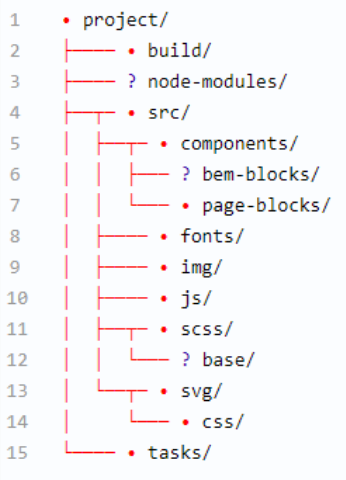 1 • project/
2 ├──── • build/
3 ├──── ? node-modules/
4 ├──┬─ • src/
5 │  ├──┬─ • components/
6 │  │  ├─── ? bem-blocks/
7 │  │  └─── • page-blocks/
8 │  ├──── • fonts/
9 │  ├──── • img/
10 │  ├──── • js/
11 │  ├──┬─ • scss/
12 │  │  └─── ? base/
13 │  └──┬─ • svg/
14 │     └─── • css/
15 └──── • tasks/